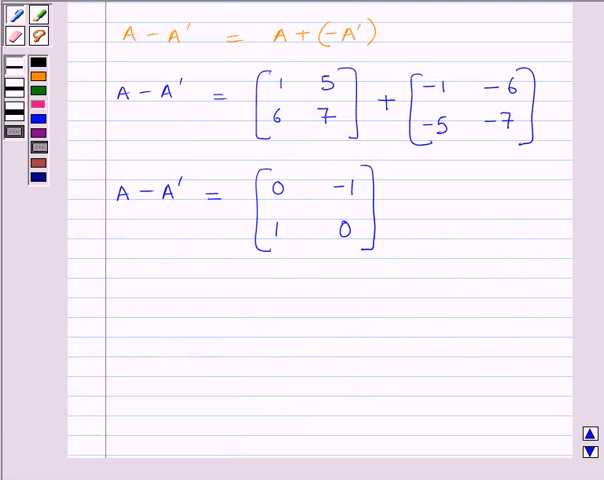 A - A' = A + (-A')
A - A' = [1 5 + [-1 -6
6 7] -5 -7]
A - A' = [0 -1
1 0]